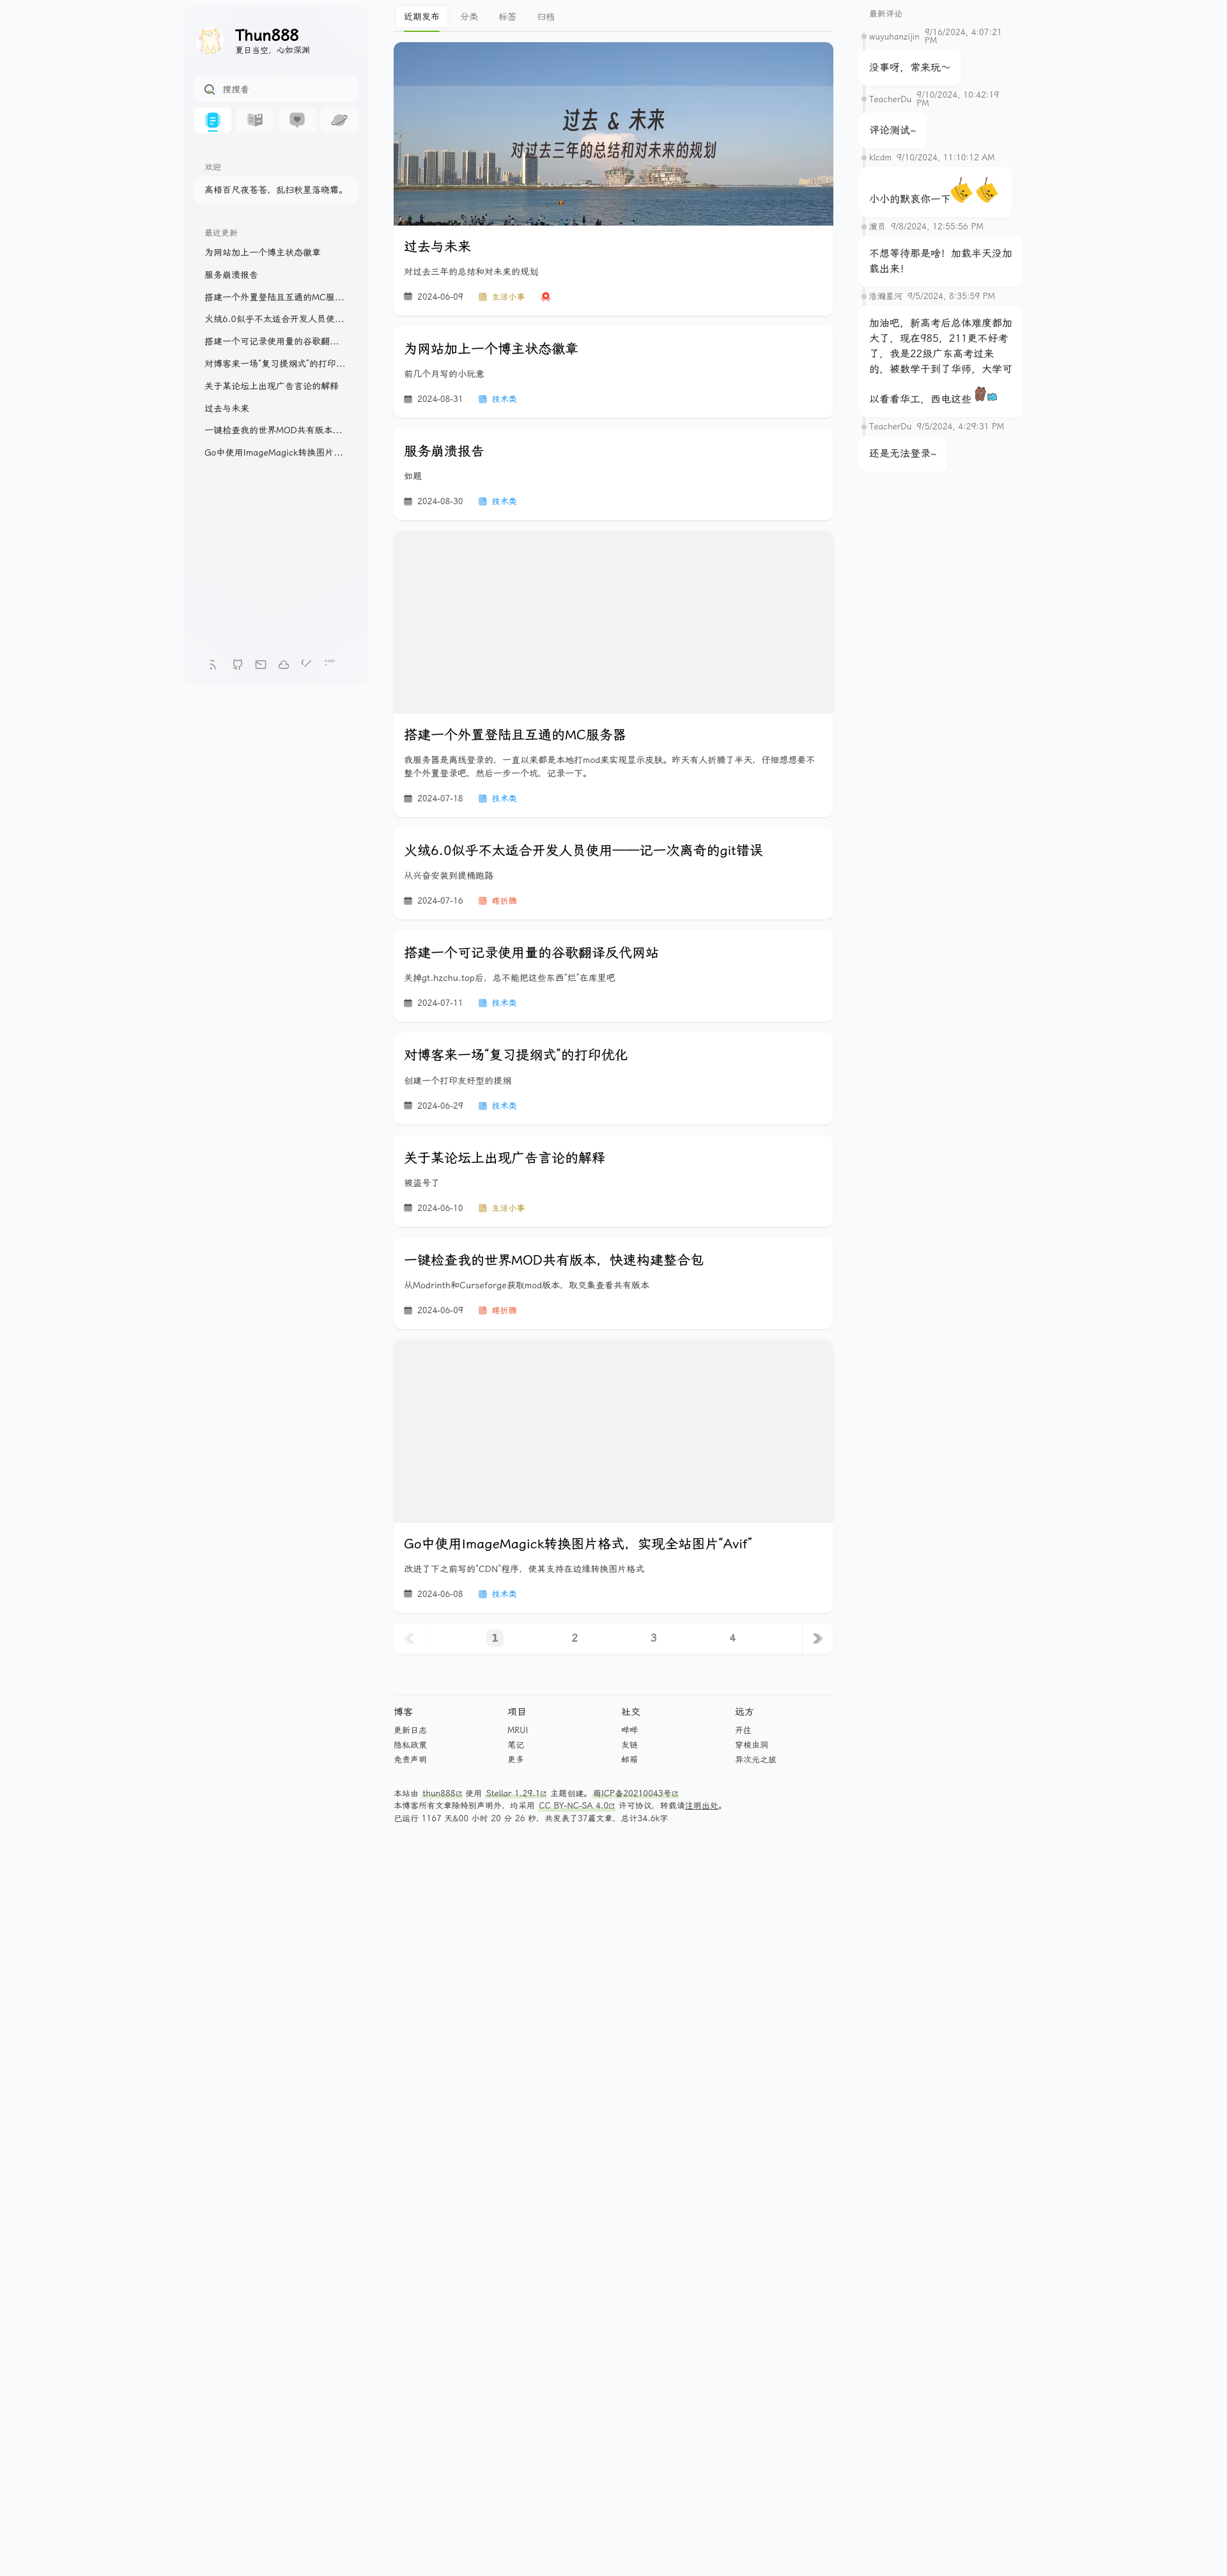 Thun888
夏日当空，心如深渊
搜搜看
欢迎
高梧百尺夜苍苍，乱扫秋星落晓霜。
最近更新
为网站加上一个博主状态徽章
服务崩溃报告
搭建一个外置登陆且互通的MC服...
火绒6.0似乎不太适合开发人员使...
搭建一个可记录使用量的谷歌翻...
对博客来一场“复习提纲式”的打印...
关于某论坛上出现广告言论的解释
过去与未来
一键检查我的世界MOD共有版本...
Go中使用ImageMagick转换图片...
近期发布 分类 标签 归档
过去 & 未来
对过去三年的总结和对未来的规划
过去与未来
对过去三年的总结和对未来的规划
2024-06-09 生活小事
为网站加上一个博主状态徽章
前几个月写的小玩意
2024-08-31 技术类
服务崩溃报告
如题
2024-08-30 技术类
搭建一个外置登陆且互通的MC服务器
我服务器是离线登录的，一直以来都是本地打mod来实现显示皮肤。昨天有人折腾了半天，仔细想想要不
整个外置登录吧，然后一步一个坑，记录一下。
2024-07-18 技术类
火绒6.0似乎不太适合开发人员使用——记一次离奇的git错误
从兴奋安装到提桶跑路
2024-07-16 瞎折腾
搭建一个可记录使用量的谷歌翻译反代网站
关掉gt.hzchu.top后，总不能把这些东西“烂”在库里吧
2024-07-11 技术类
对博客来一场“复习提纲式”的打印优化
创建一个打印友好型的提纲
2024-06-29 技术类
关于某论坛上出现广告言论的解释
被盗号了
2024-06-10 生活小事
一键检查我的世界MOD共有版本，快速构建整合包
从Modrinth和Curseforge获取mod版本，取交集查看共有版本
2024-06-09 瞎折腾
Go中使用ImageMagick转换图片格式，实现全站图片“Avif”
改进了下之前写的“CDN”程序，使其支持在边缘转换图片格式
2024-06-08 技术类
1 2 3 4
博客 项目 社交 远方
更新日志 MRUI 哔哔 开往
隐私政策 笔记 友链 穿梭虫洞
免责声明 更多 邮箱 异次元之旅
本站由 thun888 使用 Stellar 1.29.1 主题创建。萌ICP备20210043号
本博客所有文章除特别声明外，均采用 CC BY-NC-SA 4.0 许可协议，转载请注明出处。
已运行 1167 天&00 小时 20 分 26 秒，共发表了37篇文章，总计34.6k字
最新评论
wuyuhanzijin 9/16/2024, 4:07:21 PM
没事呀，常来玩～
TeacherDu 9/10/2024, 10:42:19 PM
评论测试~
klcdm 9/10/2024, 11:10:12 AM
小小的默哀你一下
演员 9/8/2024, 12:55:56 PM
不想等待那是啥！加载半天没加
载出来！
浩瀚星河 9/5/2024, 8:35:59 PM
加油吧，新高考后总体难度都加
大了，现在985，211更不好考
了，我是22级广东高考过来
的，被数学干到了华师，大学可
以看看华工，西电这些
TeacherDu 9/5/2024, 4:29:31 PM
还是无法登录~